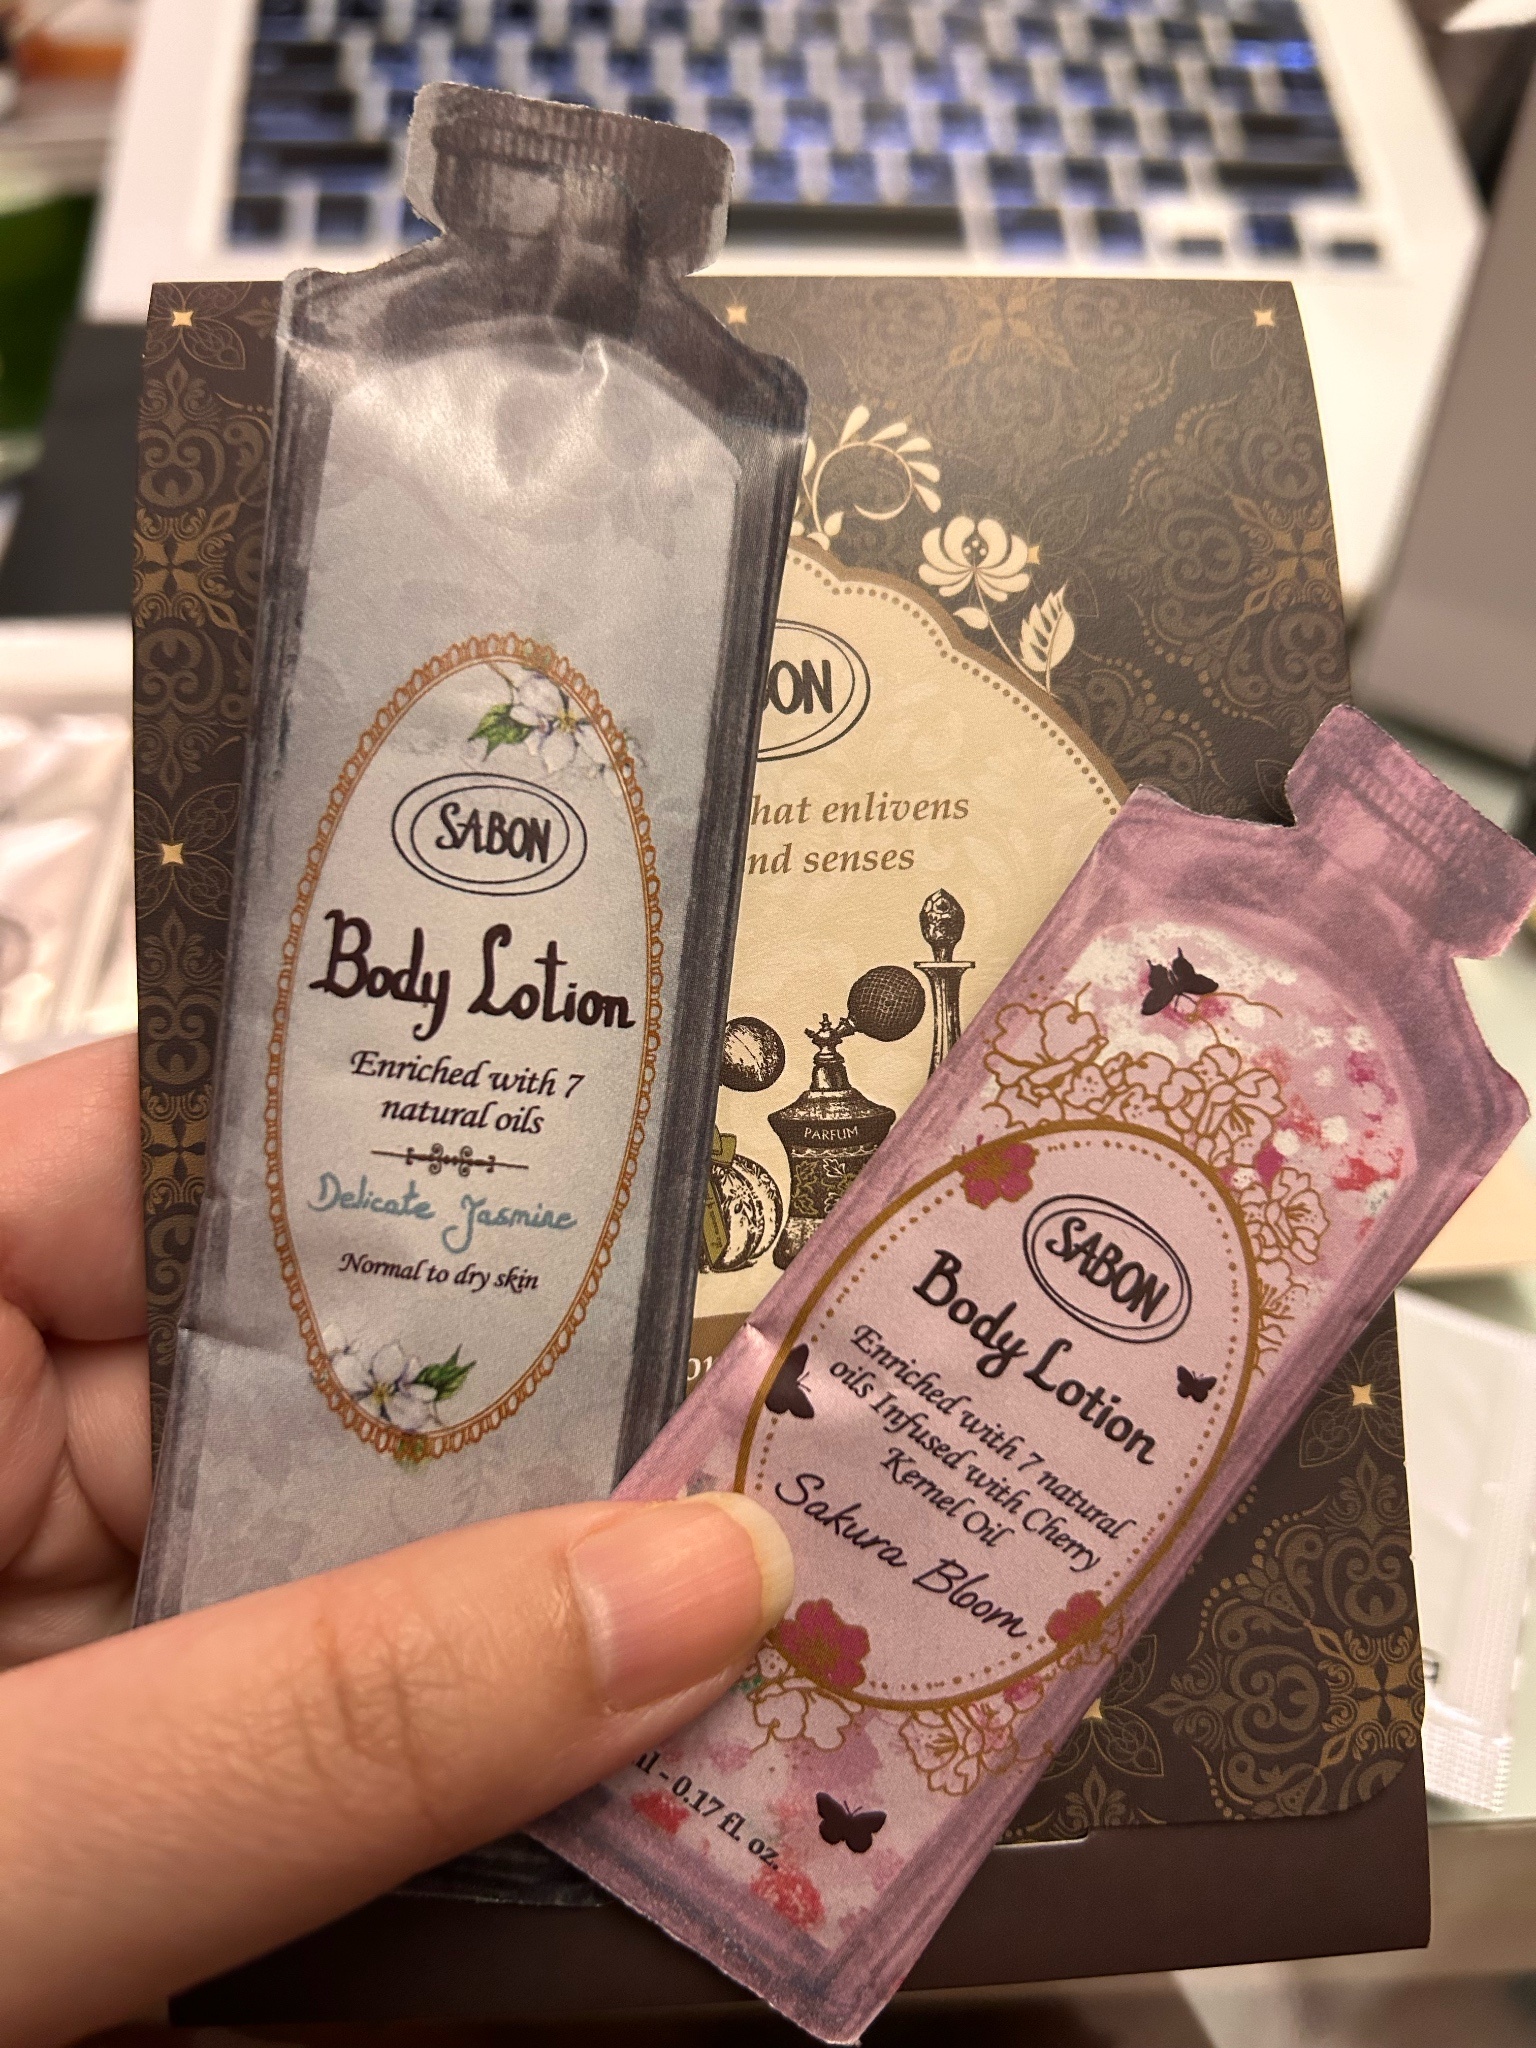 SABON
Body Lotion
Enriched with 7
natural oils
Delicate Jasmine
Normal to dry skin
hat enlivens
nd senses
PARFUM
SABON
Body Lotion
Enriched with 7 natural
oils Infused with Cherry
Kernel Oil
Sakura Bloom
0.17 fl. oz.